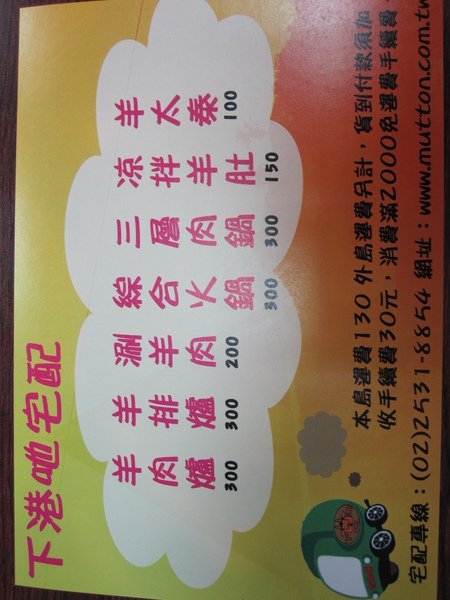 下港吔宅配
羊肉爐 300
羊排爐 300
涮羊肉 200
綜合火鍋 300
三層肉鍋 300
涼拌羊肚 150
羊太秦 100
本島運費130 外島運費另計，貨到付款須加
收手續費30元，消費滿2000免運費手續費。
宅配專線：(02)2531-8854 網址：www.mutton.com.tw